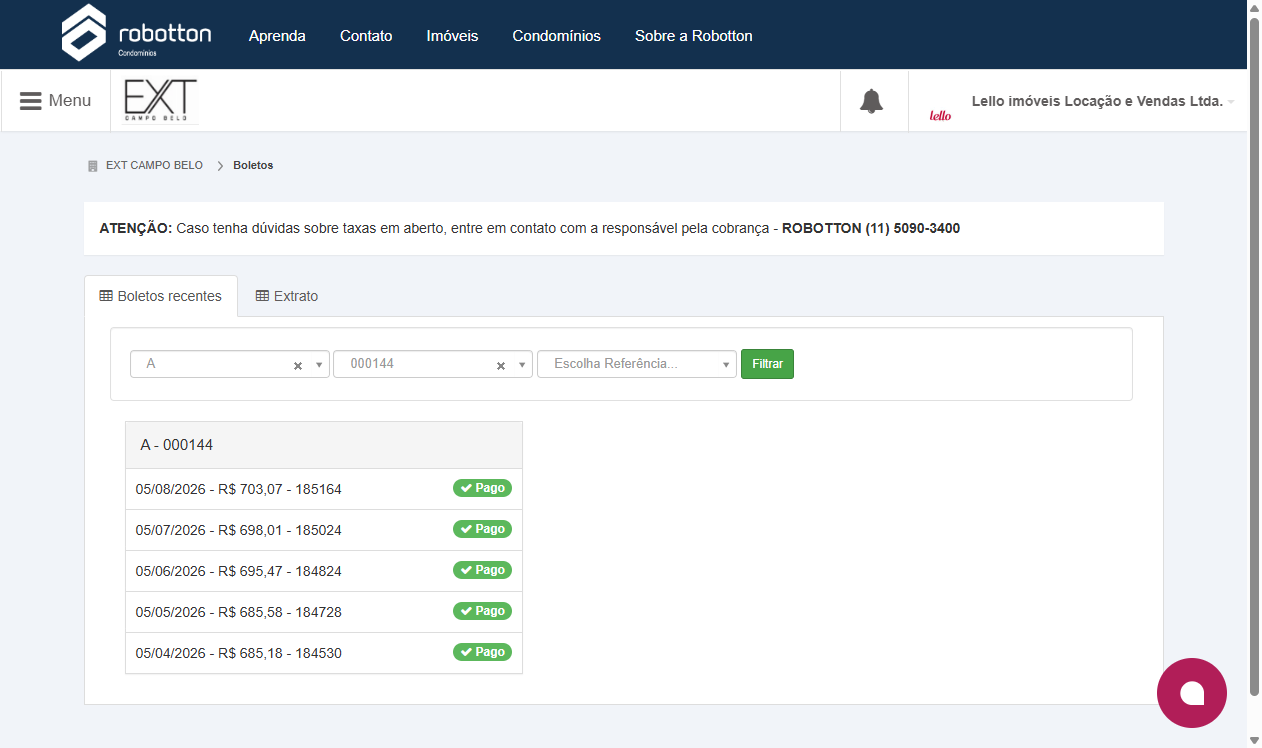 robotton
Condomínios
Aprenda Contato Imóveis Condomínios Sobre a Robotton
Menu
EXT
CAMPO BELO
lello
Lello imóveis Locação e Vendas Ltda.
EXT CAMPO BELO > Boletos
ATENÇÃO: Caso tenha dúvidas sobre taxas em aberto, entre em contato com a responsável pela cobrança - ROBOTTON (11) 5090-3400
Boletos recentes Extrato
A × 000144 × Escolha Referência... Filtrar
A - 000144
05/08/2026 - R$ 703,07 - 185164 Pago
05/07/2026 - R$ 698,01 - 185024 Pago
05/06/2026 - R$ 695,47 - 184824 Pago
05/05/2026 - R$ 685,58 - 184728 Pago
05/04/2026 - R$ 685,18 - 184530 Pago